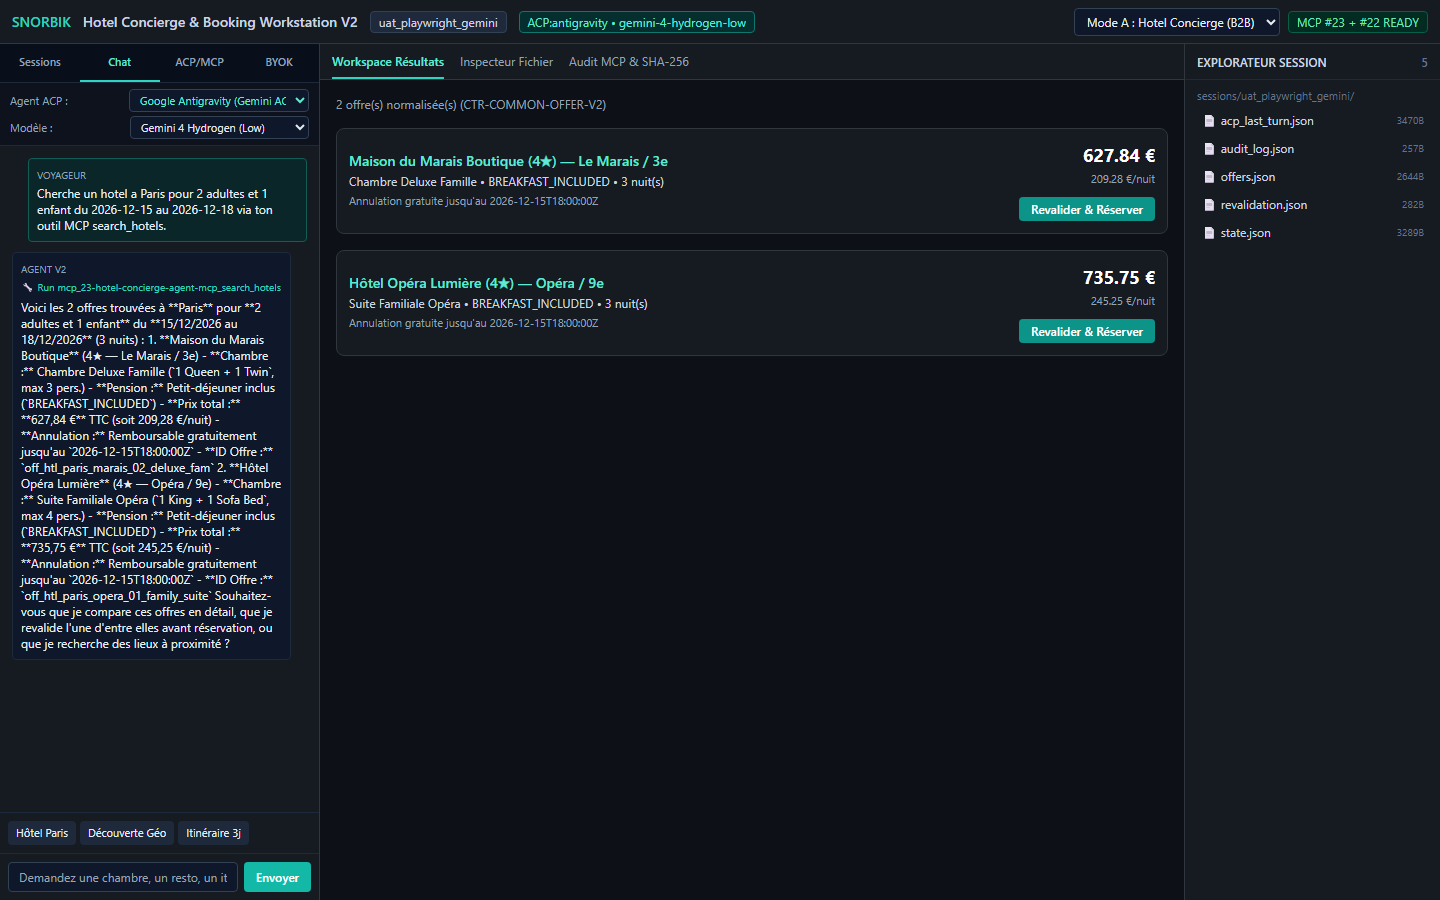 SNORBIK Hotel Concierge & Booking Workstation V2 uat_playwright_gemini ACP:antigravity • gemini-4-hydrogen-low Mode A : Hotel Concierge (B2B) MCP #23 + #22 READY
Sessions Chat ACP/MCP BYOK
Agent ACP : Google Antigravity (Gemini AC
Modèle : Gemini 4 Hydrogen (Low)
VOYAGEUR
Cherche un hotel a Paris pour 2 adultes et 1
enfant du 2026-12-15 au 2026-12-18 via ton
outil MCP search_hotels.
AGENT V2
Run mcp_23-hotel-concierge-agent-mcp_search_hotels
Voici les 2 offres trouvées à **Paris** pour **2
adultes et 1 enfant** du **15/12/2026 au
18/12/2026** (3 nuits) : 1. **Maison du Marais
Boutique** (4★ — Le Marais / 3e) - **Chambre
:** Chambre Deluxe Famille (`1 Queen + 1 Twin`,
max 3 pers.) - **Pension :** Petit-déjeuner inclus
(`BREAKFAST_INCLUDED`) - **Prix total :**
**627,84 €** TTC (soit 209,28 €/nuit) -
**Annulation :** Remboursable gratuitement
jusqu'au `2026-12-15T18:00:00Z` - **ID Offre :**
`off_htl_paris_marais_02_deluxe_fam` 2. **Hôtel
Opéra Lumière** (4★ — Opéra / 9e) - **Chambre
:** Suite Familiale Opéra (`1 King + 1 Sofa Bed`,
max 4 pers.) - **Pension :** Petit-déjeuner inclus
(`BREAKFAST_INCLUDED`) - **Prix total :**
**735,75 €** TTC (soit 245,25 €/nuit) -
**Annulation :** Remboursable gratuitement
jusqu'au `2026-12-15T18:00:00Z` - **ID Offre :**
`off_htl_paris_opera_01_family_suite` Souhaitez-
vous que je compare ces offres en détail, que je
revalide l'une d'entre elles avant réservation, ou
que je recherche des lieux à proximité ?
Hôtel Paris Découverte Géo Itinéraire 3j
Demandez une chambre, un resto, un it Envoyer
Workspace Résultats Inspecteur Fichier Audit MCP & SHA-256
2 offre(s) normalisée(s) (CTR-COMMON-OFFER-V2)
Maison du Marais Boutique (4★) — Le Marais / 3e 627.84 €
Chambre Deluxe Famille • BREAKFAST_INCLUDED • 3 nuit(s) 209.28 €/nuit
Annulation gratuite jusqu'au 2026-12-15T18:00:00Z
Revalider & Réserver
Hôtel Opéra Lumière (4★) — Opéra / 9e 735.75 €
Suite Familiale Opéra • BREAKFAST_INCLUDED • 3 nuit(s) 245.25 €/nuit
Annulation gratuite jusqu'au 2026-12-15T18:00:00Z
Revalider & Réserver
EXPLORATEUR SESSION 5
sessions/uat_playwright_gemini/
acp_last_turn.json 3470B
audit_log.json 257B
offers.json 2644B
revalidation.json 282B
state.json 3289B